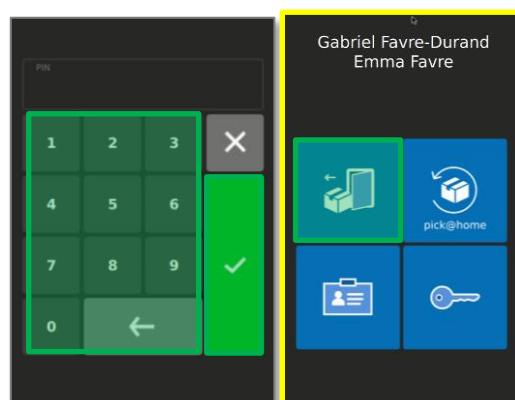 PIN
1 2 3
4 5 6
7 8 9
0
Gabriel Favre-Durand
Emma Favre
pick@home